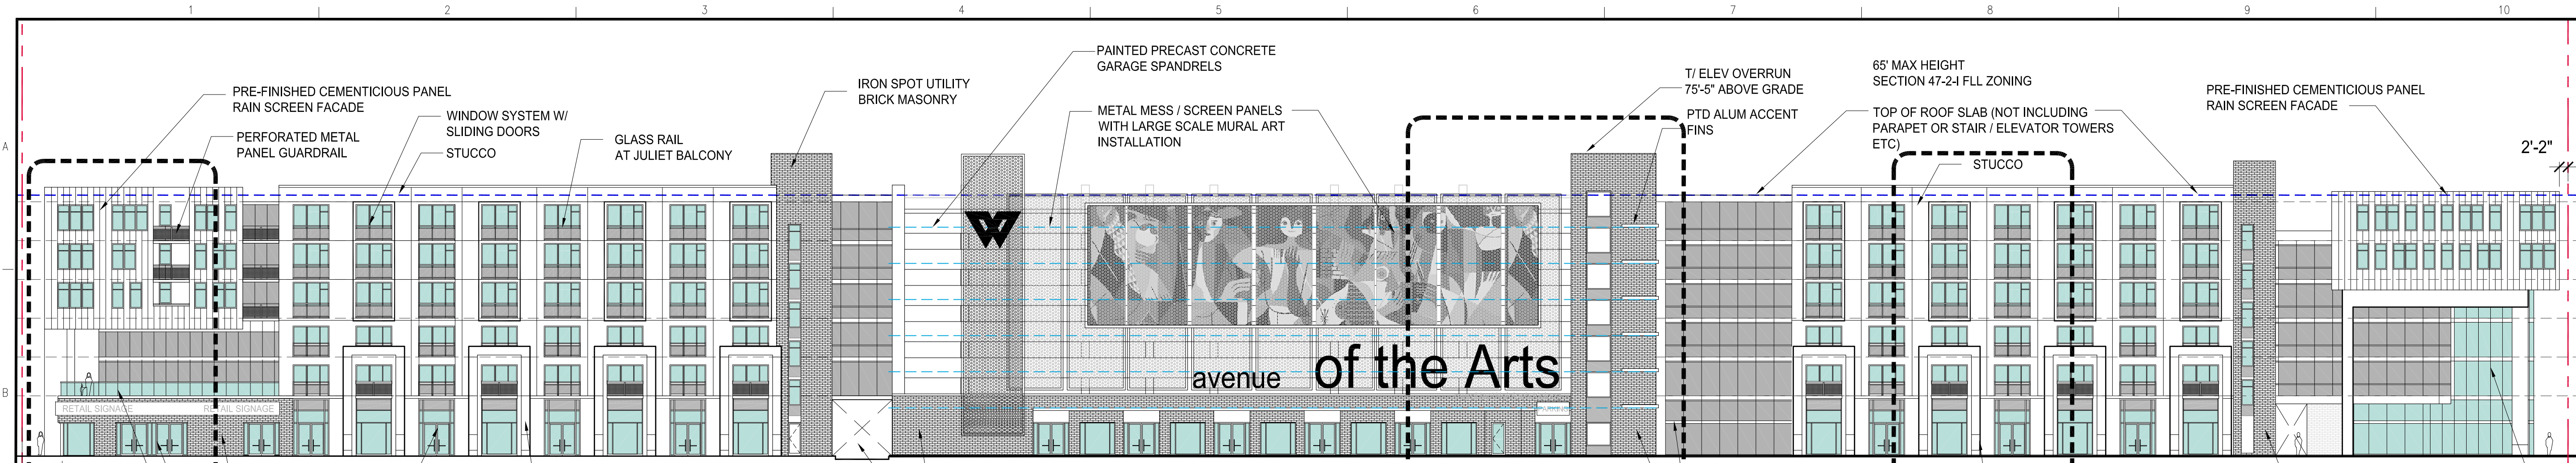 1 2 3 4 5 6 7 8 9 10
A
B
PRE-FINISHED CEMENTICIOUS PANEL
RAIN SCREEN FACADE
PERFORATED METAL
PANEL GUARDRAIL
WINDOW SYSTEM W/
SLIDING DOORS
STUCCO
GLASS RAIL
AT JULIET BALCONY
IRON SPOT UTILITY
BRICK MASONRY
PAINTED PRECAST CONCRETE
GARAGE SPANDRELS
METAL MESS / SCREEN PANELS
WITH LARGE SCALE MURAL ART
INSTALLATION
T/ ELEV OVERRUN
75'-5" ABOVE GRADE
PTD ALUM ACCENT
FINS
65' MAX HEIGHT
SECTION 47-2-I FLL ZONING
TOP OF ROOF SLAB (NOT INCLUDING
PARAPET OR STAIR / ELEVATOR TOWERS
ETC)
STUCCO
PRE-FINISHED CEMENTICIOUS PANEL
RAIN SCREEN FACADE
2'-2"
W
avenue of the Arts
RETAIL SIGNAGE
RETAIL SIGNAGE
PARKING